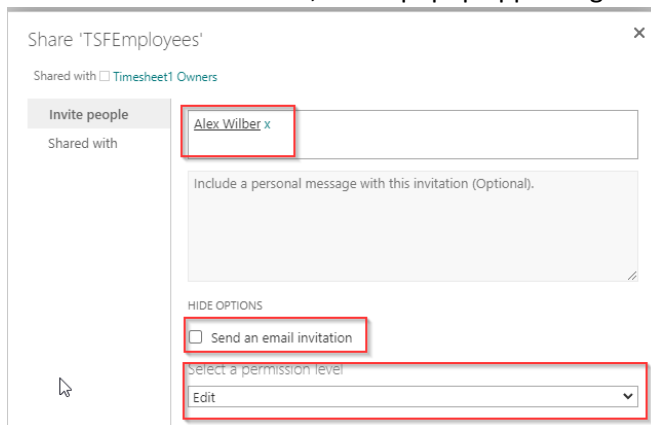 Share 'TSFEmployees'
Shared with Timesheet1 Owners
Invite people
Shared with
Alex Wilber x
Include a personal message with this invitation (Optional).
HIDE OPTIONS
Send an email invitation
Select a permission level
Edit